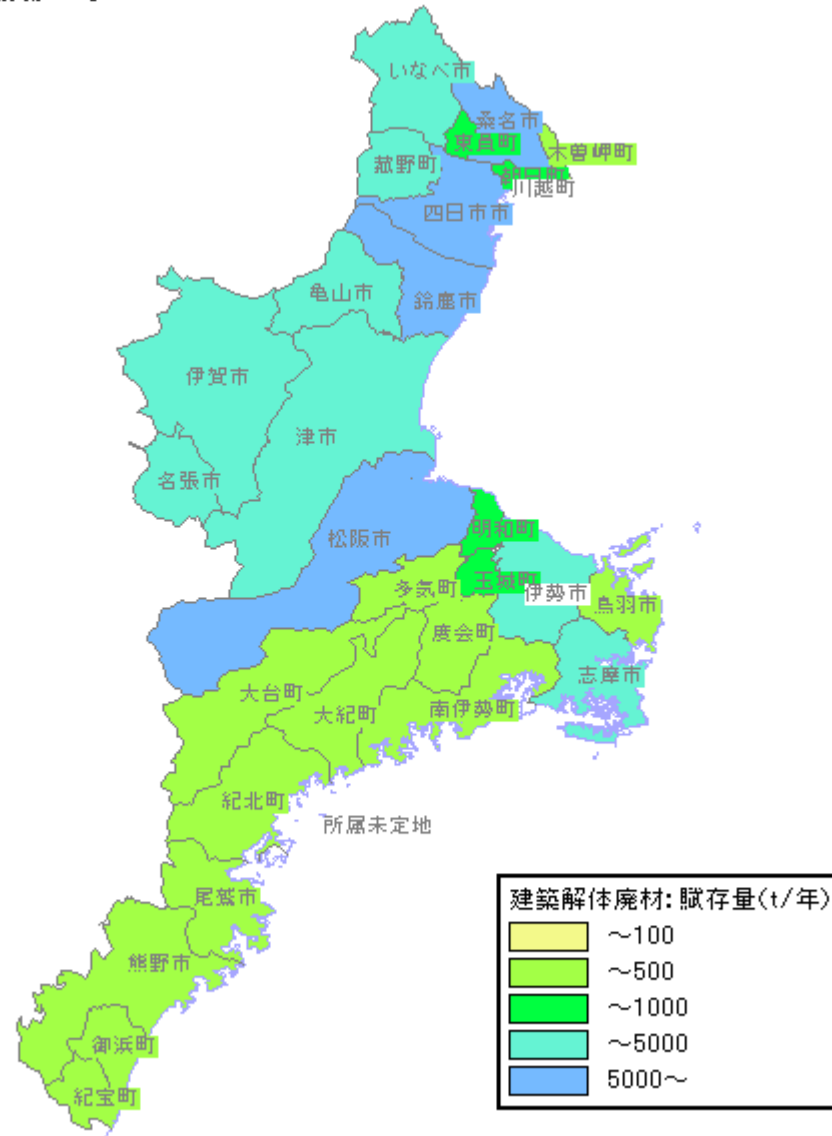 いなべ市
桑名市
東員町
木曽岬町
菰野町
朝日町
川越町
四日市市
亀山市
鈴鹿市
伊賀市
津市
名張市
松阪市
明和町
玉城町
多気町
伊勢市
鳥羽市
度会町
志摩市
大台町
大紀町
南伊勢町
紀北町
所属未定地
尾鷲市
熊野市
御浜町
紀宝町
建築解体廃材:賦存量(t/年)
～100
～500
～1000
～5000
5000～